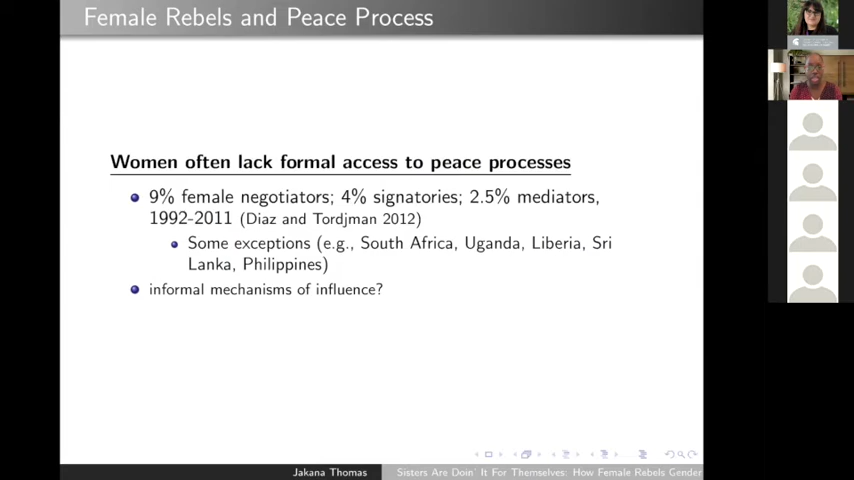 Female Rebels and Peace Process
Women often lack formal access to peace processes
9% female negotiators; 4% signatories; 2.5% mediators,
1992-2011 (Diaz and Tordjman 2012)
Some exceptions (e.g., South Africa, Uganda, Liberia, Sri
Lanka, Philippines)
informal mechanisms of influence?
Jakana Thomas
Sisters Are Doin' It For Themselves: How Female Rebels Gender